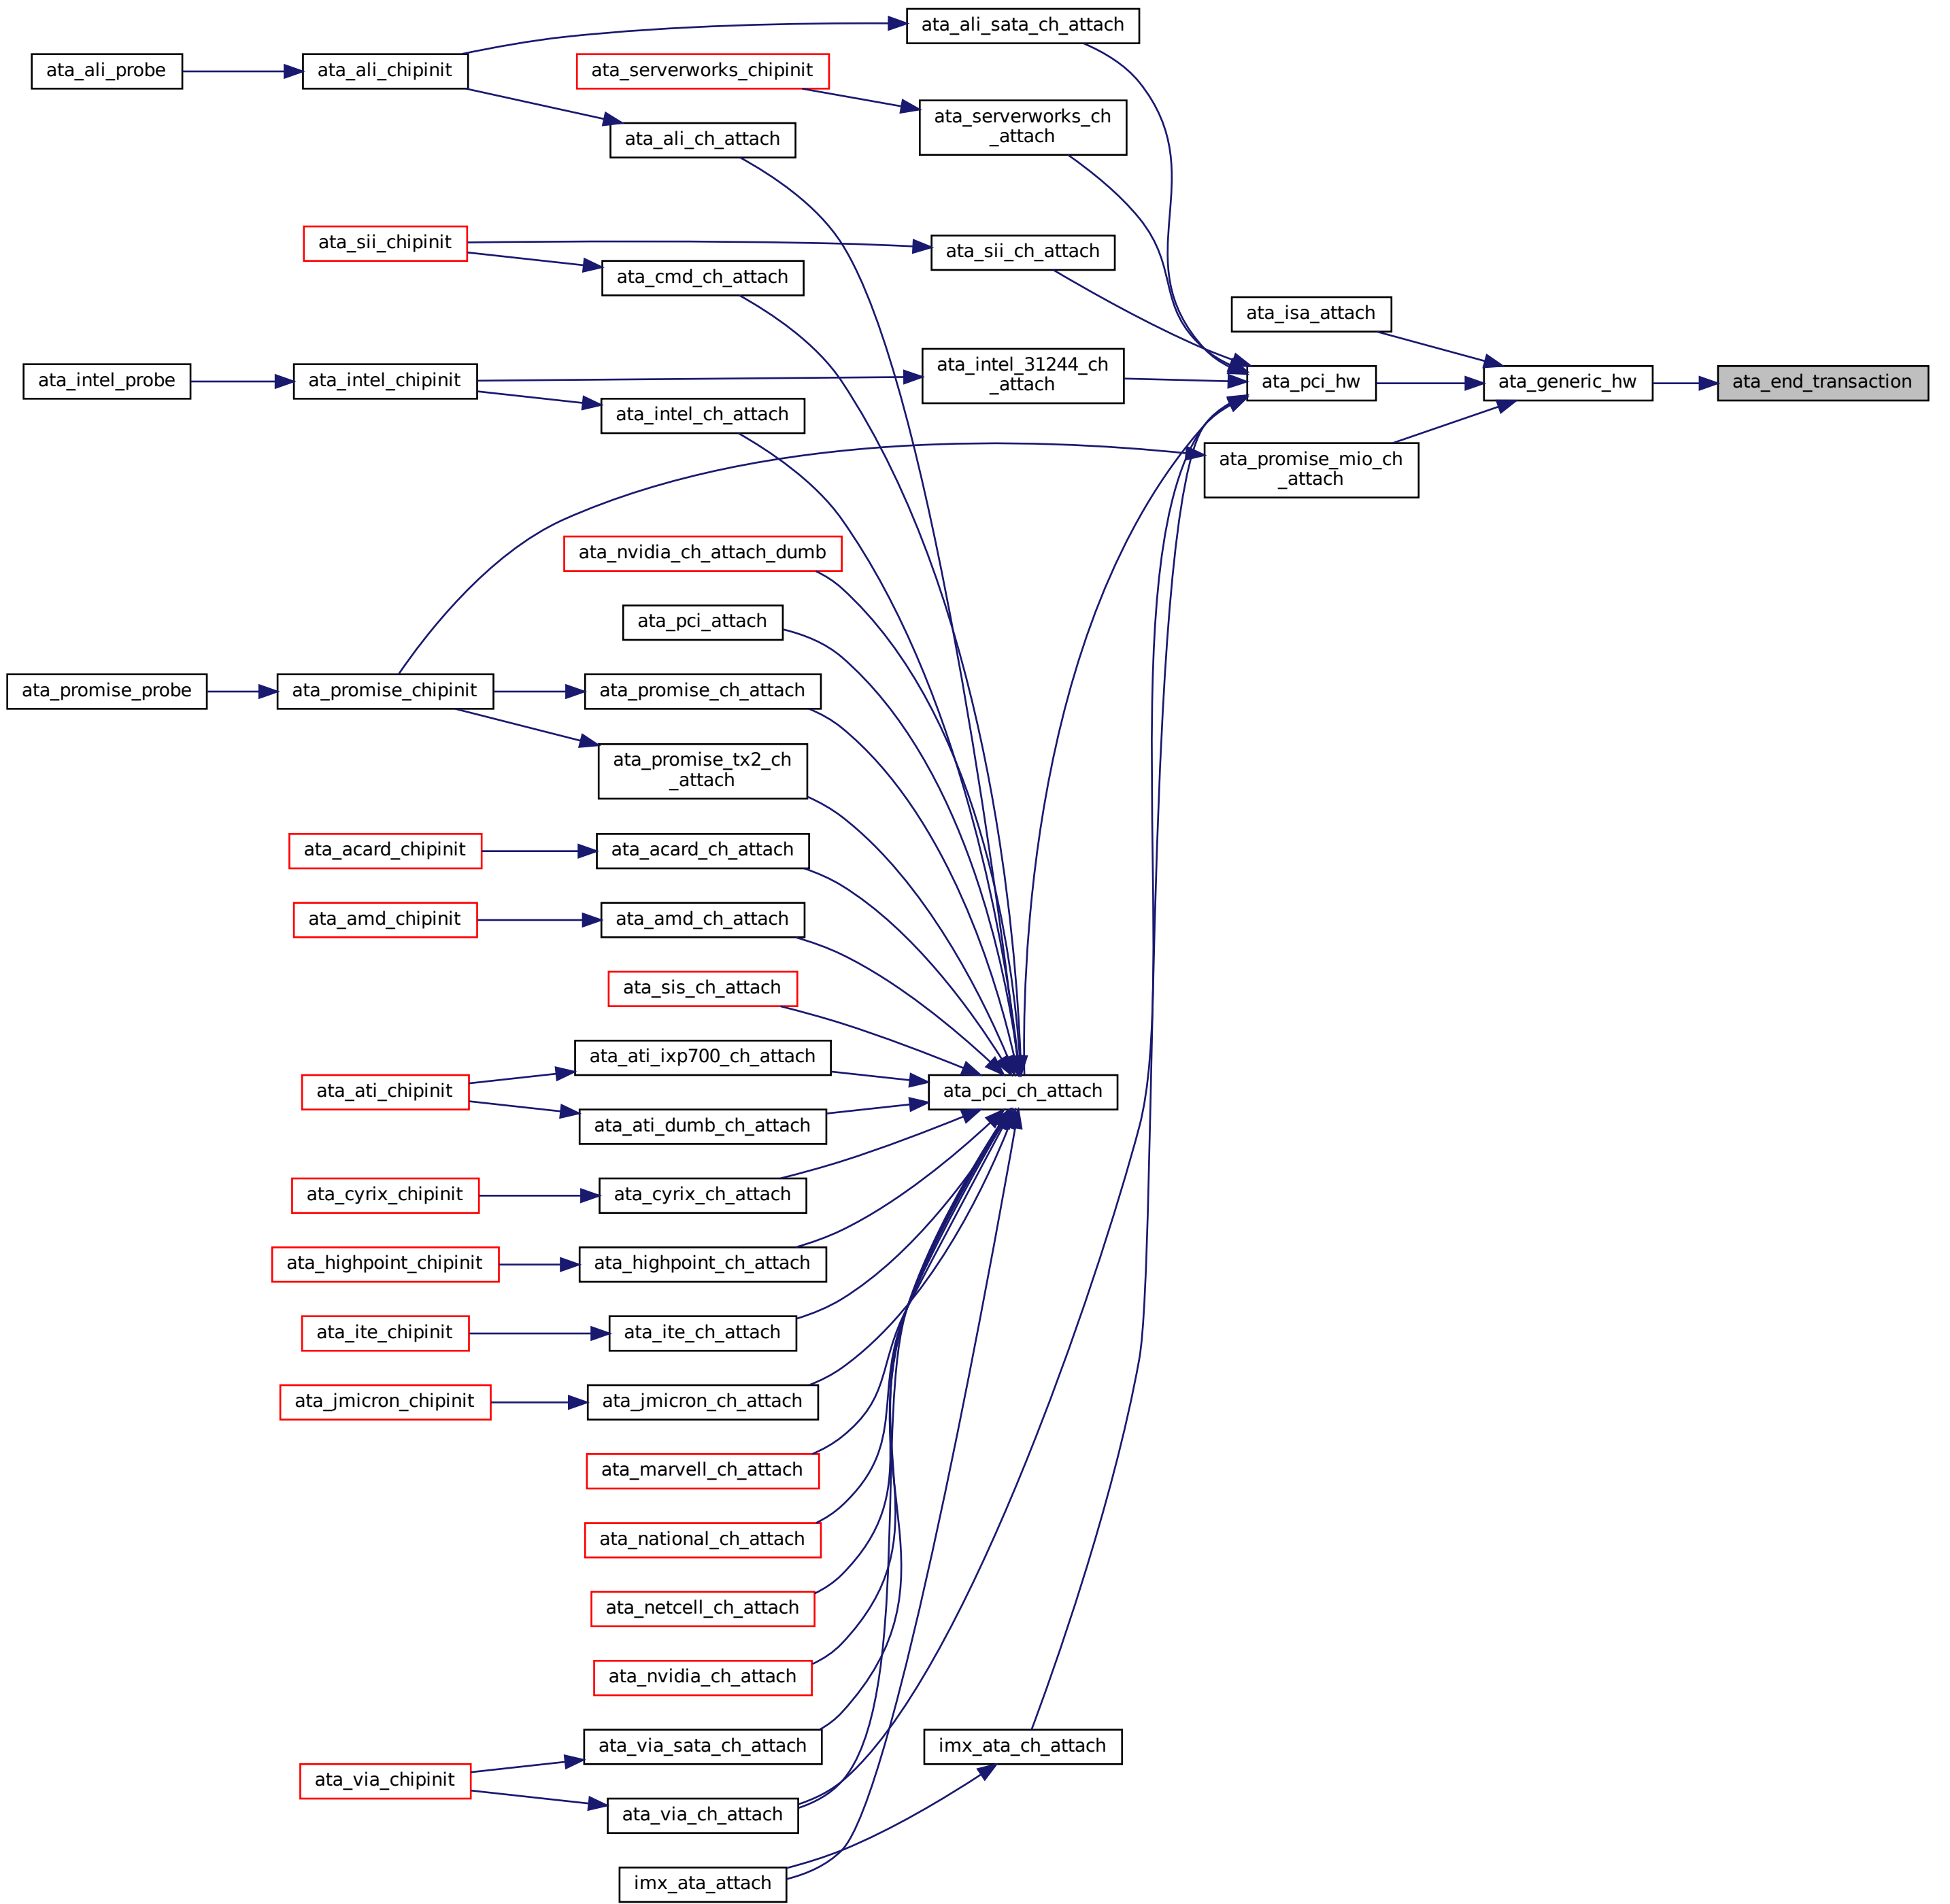 ata_ali_sata_ch_attach
ata_ali_probe
ata_ali_chipinit
ata_serverworks_chipinit
ata_serverworks_ch
_attach
ata_ali_ch_attach
ata_sii_chipinit
ata_sii_ch_attach
ata_cmd_ch_attach
ata_isa_attach
ata_intel_31244_ch
_attach
ata_intel_probe
ata_intel_chipinit
ata_pci_hw
ata_generic_hw
ata_end_transaction
ata_intel_ch_attach
ata_promise_mio_ch
_attach
ata_nvidia_ch_attach_dumb
ata_pci_attach
ata_promise_probe
ata_promise_chipinit
ata_promise_ch_attach
ata_promise_tx2_ch
_attach
ata_acard_chipinit
ata_acard_ch_attach
ata_amd_chipinit
ata_amd_ch_attach
ata_sis_ch_attach
ata_ati_ixp700_ch_attach
ata_ati_chipinit
ata_pci_ch_attach
ata_ati_dumb_ch_attach
ata_cyrix_chipinit
ata_cyrix_ch_attach
ata_highpoint_chipinit
ata_highpoint_ch_attach
ata_ite_chipinit
ata_ite_ch_attach
ata_jmicron_chipinit
ata_jmicron_ch_attach
ata_marvell_ch_attach
ata_national_ch_attach
ata_netcell_ch_attach
ata_nvidia_ch_attach
ata_via_sata_ch_attach
imx_ata_ch_attach
ata_via_chipinit
ata_via_ch_attach
imx_ata_attach